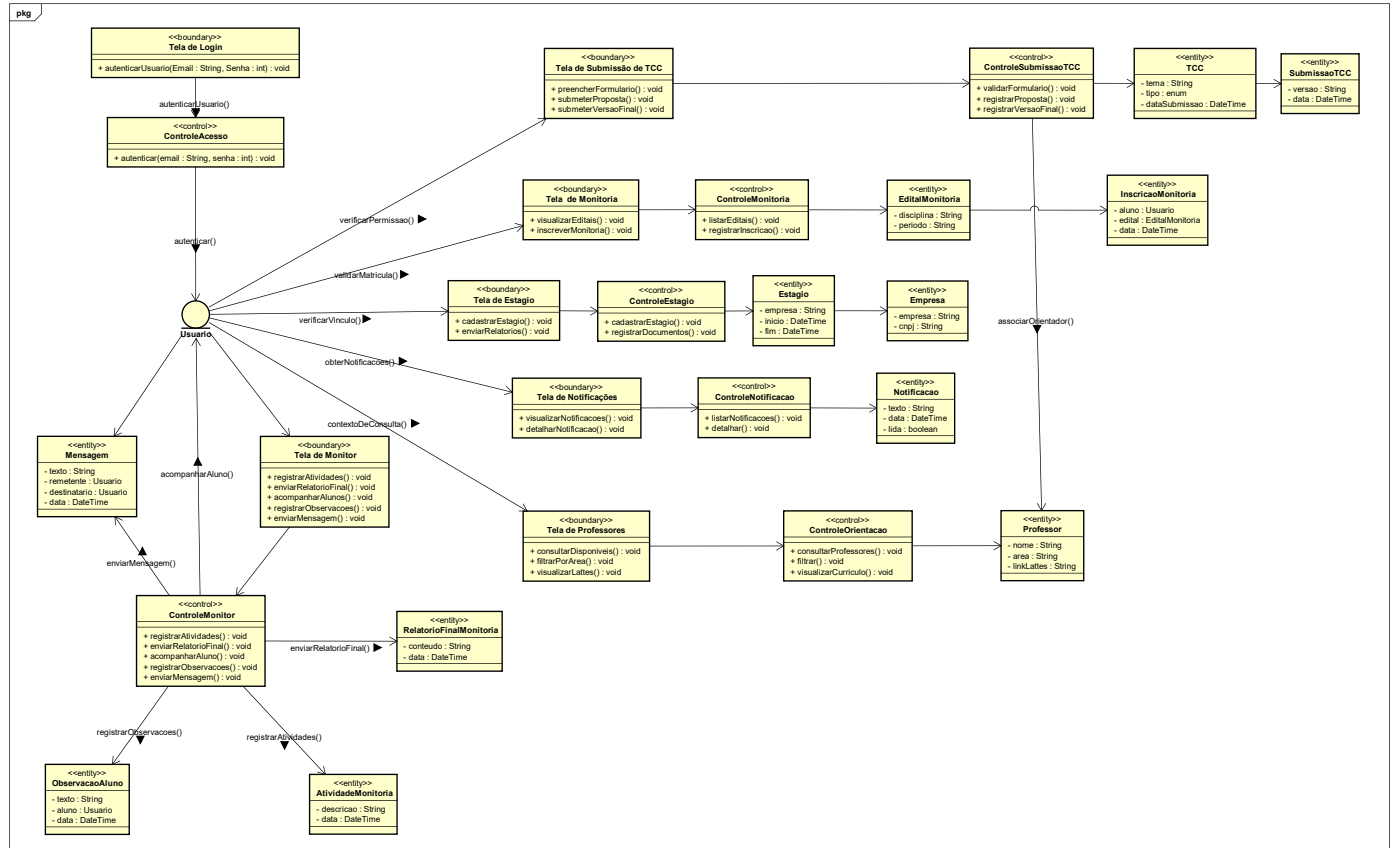 pkg
<<boundary>>
Tela de Login
+ autenticarUsuario(Email : String, Senha : int) : void
autenticarUsuario()
<<control>>
ControleAcesso
+ autenticar(email : String, senha : int) : void
autenticar()
Usuario
<<boundary>>
Tela de Submissão de TCC
+ preencherFormulario() : void
+ submeterProposta() : void
+ submeterVersaoFinal() : void
<<control>>
ControleSubmissaoTCC
+ validarFormulario() : void
+ registrarProposta() : void
+ registrarVersaoFinal() : void
<<entity>>
TCC
- tema : String
- tipo : enum
- dataSubmissao : DateTime
<<entity>>
SubmissaoTCC
- versao : String
- data : DateTime
verificarPermissao()
<<boundary>>
Tela de Monitoria
+ visualizarEditais() : void
+ inscreverMonitoria() : void
<<control>>
ControleMonitoria
+ listarEditais() : void
+ registrarInscricao() : void
<<entity>>
EditalMonitoria
- disciplina : String
- periodo : String
<<entity>>
InscricaoMonitoria
- aluno : Usuario
- edital : EditalMonitoria
- data : DateTime
validarMatricula()
<<boundary>>
Tela de Estagio
+ cadastrarEstagio() : void
+ enviarRelatorios() : void
<<control>>
ControleEstagio
+ cadastrarEstagio() : void
+ registrarDocumentos() : void
<<entity>>
Estagio
- empresa : String
- inicio : DateTime
- fim : DateTime
<<entity>>
Empresa
- empresa : String
- cnpj : String
verificarVinculo()
associarOrientador()
obterNotificacoes()
<<boundary>>
Tela de Notificações
+ visualizarNotificacoes() : void
+ detalharNotificacao() : void
<<control>>
ControleNotificacao
+ listarNotificacoes() : void
+ detalhar() : void
<<entity>>
Notificacao
- texto : String
- data : DateTime
- lida : boolean
contextoDeConsulta()
<<entity>>
Mensagem
- texto : String
- remetente : Usuario
- destinatario : Usuario
- data : DateTime
acompanharAluno()
<<boundary>>
Tela de Monitor
+ registrarAtividades() : void
+ enviarRelatorioFinal() : void
+ acompanharAlunos() : void
+ registrarObservacoes() : void
+ enviarMensagem() : void
<<boundary>>
Tela de Professores
+ consultarDisponiveis() : void
+ filtrarPorArea() : void
+ visualizarLattes() : void
<<control>>
ControleOrientacao
+ consultarProfessores() : void
+ filtrar() : void
+ visualizarCurriculo() : void
<<entity>>
Professor
- nome : String
- area : String
- linkLattes : String
enviarMensagem()
<<control>>
ControleMonitor
+ registrarAtividades() : void
+ enviarRelatorioFinal() : void
+ acompanharAluno() : void
+ registrarObservacoes() : void
+ enviarMensagem() : void
enviarRelatorioFinal()
<<entity>>
RelatorioFinalMonitoria
- conteudo : String
- data : DateTime
registrarObservacoes()
registrarAtividades()
<<entity>>
ObservacaoAluno
- texto : String
- aluno : Usuario
- data : DateTime
<<entity>>
AtividadeMonitoria
- descricao : String
- data : DateTime